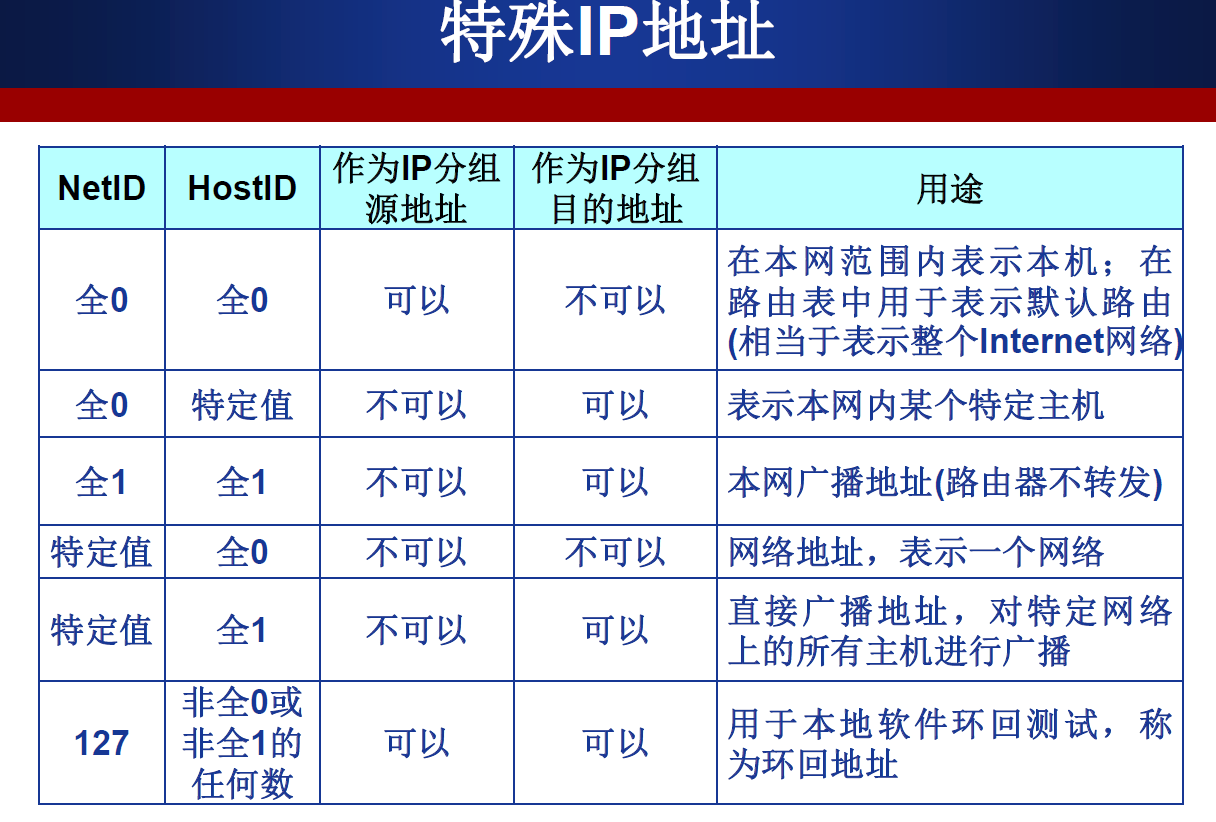 特殊IP地址
NetID
HostID
作为IP分组
源地址
作为IP分组
目的地址
用途
全0
全0
可以
不可以
在本网范围内表示本机；在
路由表中用于表示默认路由
(相当于表示整个Internet网络)
全0
特定值
不可以
可以
表示本网内某个特定主机
全1
全1
不可以
可以
本网广播地址(路由器不转发)
特定值
全0
不可以
不可以
网络地址，表示一个网络
特定值
全1
不可以
可以
直接广播地址，对特定网络
上的所有主机进行广播
127
非全0或
非全1的
任何数
可以
可以
用于本地软件环回测试，称
为环回地址